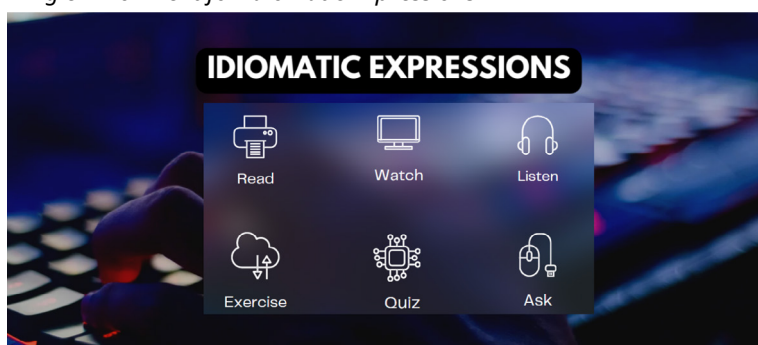 IDIOMATIC EXPRESSIONS
Read
Watch
Listen
Exercise
Quiz
Ask